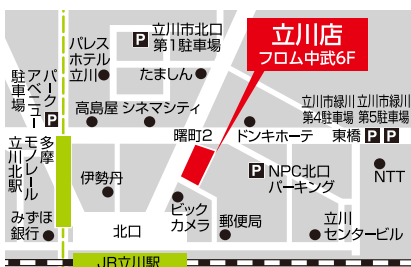 立川店
フロム中武6F
P
立川市北口
第1駐車場
パレス
ホテル
立川
たましん
パーク
アベニュー
駐車場
P
高島屋
シネマシティ
曙町2
ドンキホーテ
立川市緑川
第4駐車場
立川市緑川
第5駐車場
東橋
P
P
多摩
モノレール
立川北駅
伊勢丹
P
NPC北口
パーキング
NTT
みずほ
銀行
北口
ビック
カメラ
郵便局
立川
センタービル
JR立川駅